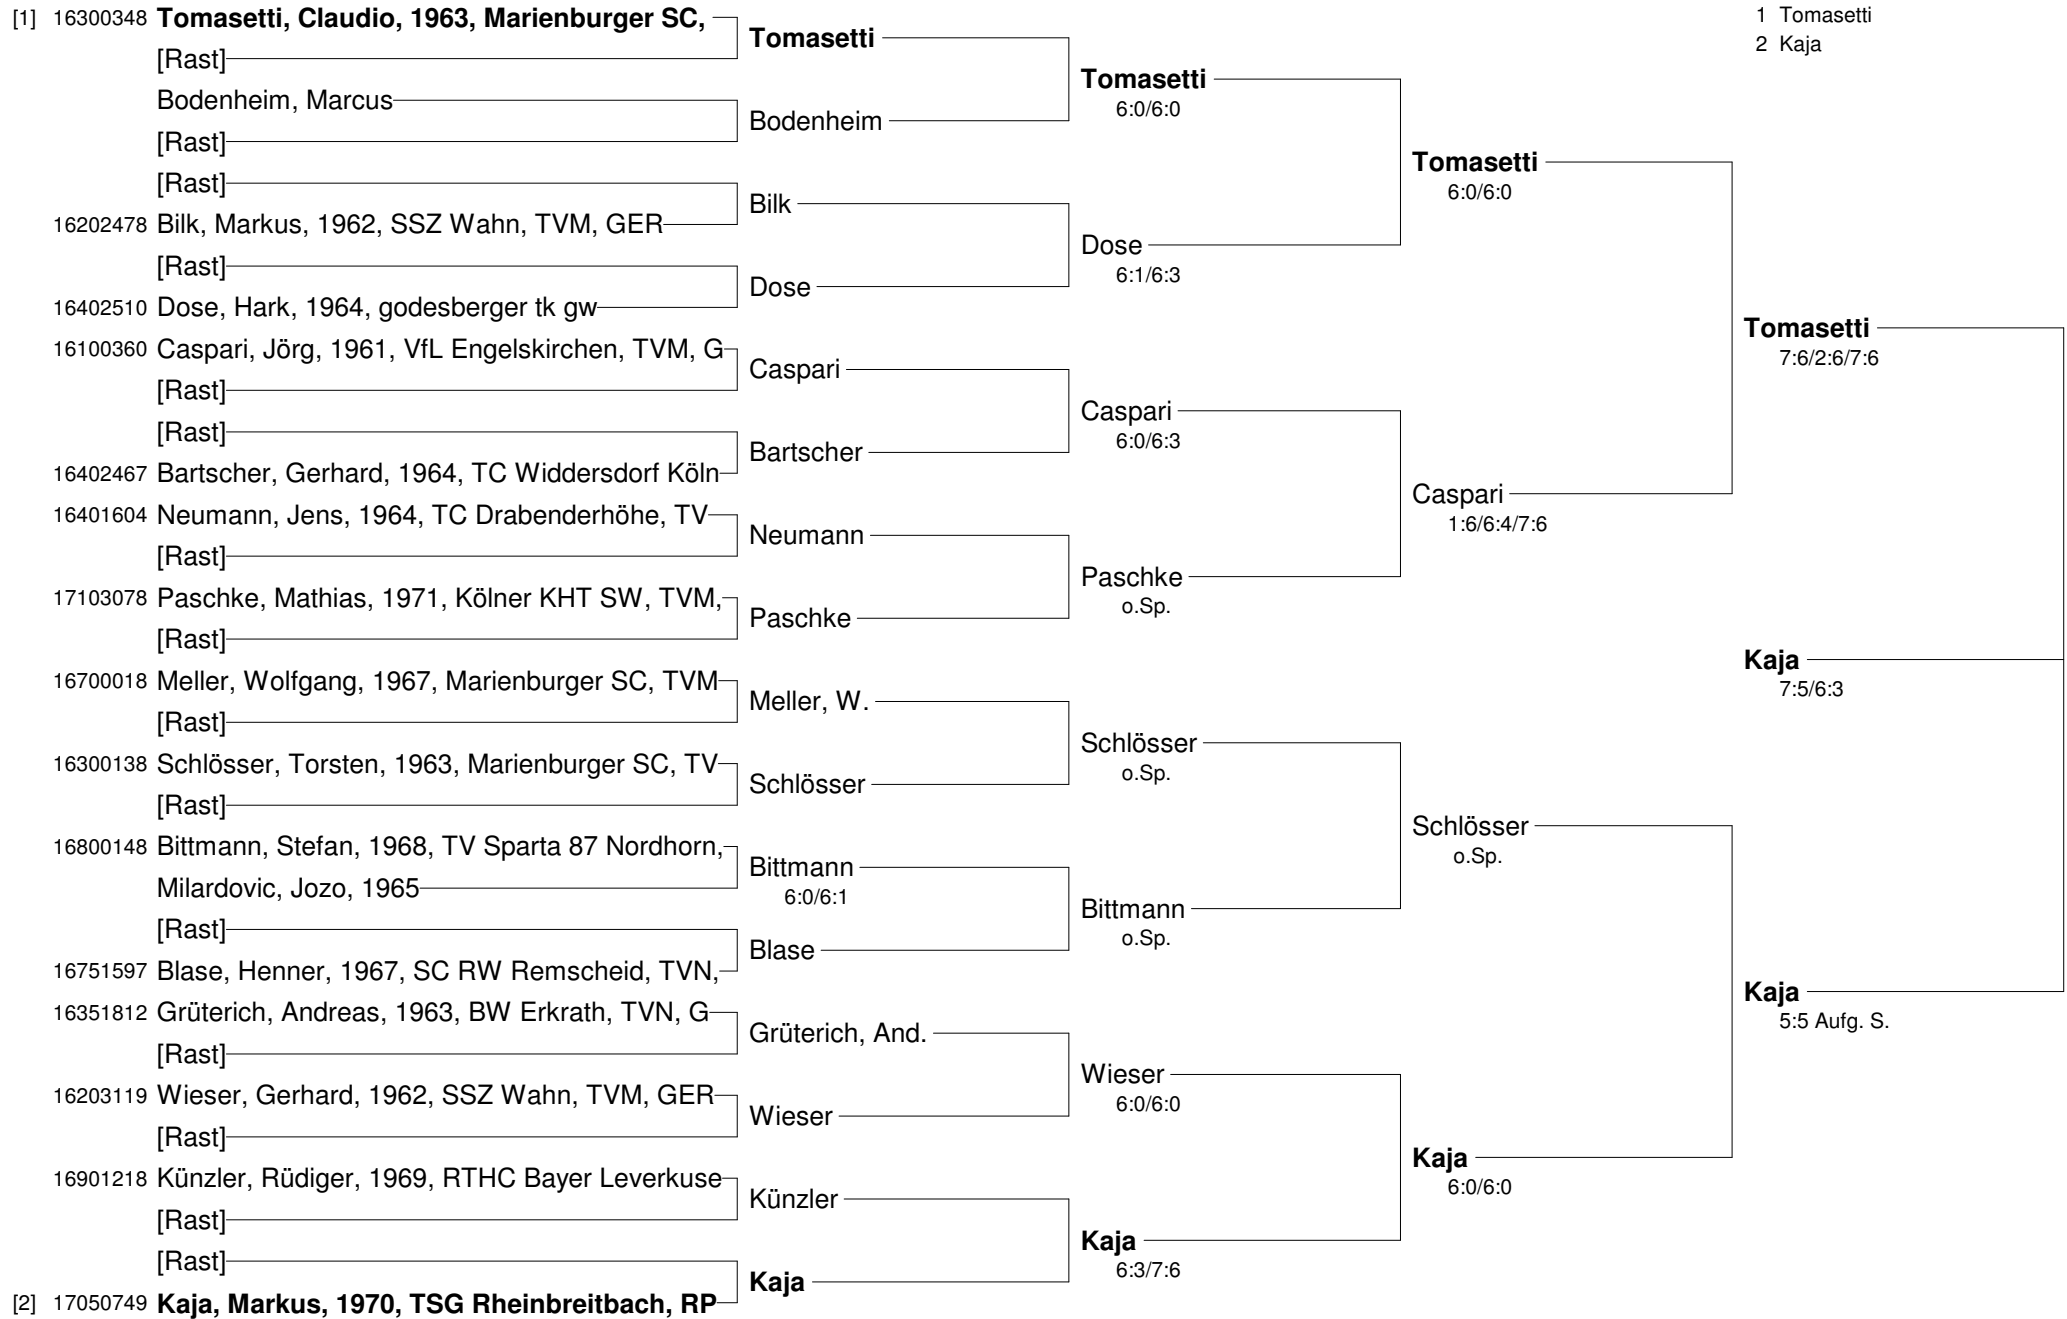 [1] 16300348 Tomasetti, Claudio, 1963, Marienburger SC,
[Rast]
Bodenheim, Marcus
[Rast]
[Rast]
16202478 Bilk, Markus, 1962, SSZ Wahn, TVM, GER
[Rast]
16402510 Dose, Hark, 1964, godesberger tk gw
16100360 Caspari, Jörg, 1961, VfL Engelskirchen, TVM, G
[Rast]
[Rast]
16402467 Bartscher, Gerhard, 1964, TC Widdersdorf Köln
16401604 Neumann, Jens, 1964, TC Drabenderhöhe, TV
[Rast]
17103078 Paschke, Mathias, 1971, Kölner KHT SW, TVM,
[Rast]
16700018 Meller, Wolfgang, 1967, Marienburger SC, TVM
[Rast]
16300138 Schlösser, Torsten, 1963, Marienburger SC, TV
[Rast]
16800148 Bittmann, Stefan, 1968, TV Sparta 87 Nordhorn,
Milardovic, Jozo, 1965
[Rast]
16751597 Blase, Henner, 1967, SC RW Remscheid, TVN,
16351812 Grüterich, Andreas, 1963, BW Erkrath, TVN, G
[Rast]
16203119 Wieser, Gerhard, 1962, SSZ Wahn, TVM, GER
[Rast]
16901218 Künzler, Rüdiger, 1969, RTHC Bayer Leverkuse
[Rast]
[Rast]
[2] 17050749 Kaja, Markus, 1970, TSG Rheinbreitbach, RP
Tomasetti
Bodenheim
Bilk
Dose
Caspari
Bartscher
Neumann
Paschke
Meller, W.
Schlösser
Bittmann
6:0/6:1
Blase
Grüterich, And.
Wieser
Künzler
Kaja
Tomasetti
6:0/6:0
Dose
6:1/6:3
Caspari
6:0/6:3
Paschke
o.Sp.
Schlösser
o.Sp.
Bittmann
o.Sp.
Wieser
6:0/6:0
Kaja
6:3/7:6
Tomasetti
6:0/6:0
Caspari
1:6/6:4/7:6
Schlösser
o.Sp.
Kaja
6:0/6:0
1 Tomasetti
2 Kaja
Tomasetti
7:6/2:6/7:6
Kaja
7:5/6:3
Kaja
5:5 Aufg. S.